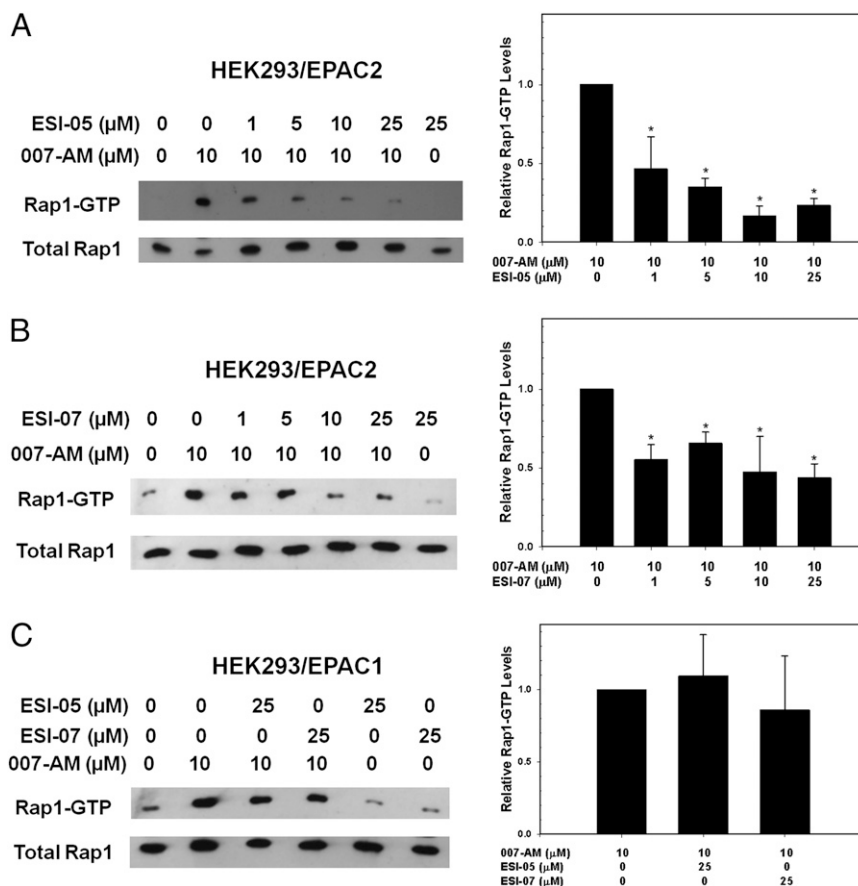 A
HEK293/EPAC2
ESI-05 (µM) 0 0 1 5 10 25 25
007-AM (µM) 0 10 10 10 10 10 0
Rap1-GTP
Total Rap1
Relative Rap1-GTP Levels
1.0
0.5
0.0
* * * *
007-AM (µM) 10 10 10 10 10
ESI-05 (µM) 0 1 5 10 25
B
HEK293/EPAC2
ESI-07 (µM) 0 0 1 5 10 25 25
007-AM (µM) 0 10 10 10 10 10 0
Rap1-GTP
Total Rap1
Relative Rap1-GTP Levels
1.0
0.5
0.0
* * * *
007-AM (µM) 10 10 10 10 10
ESI-07 (µM) 0 1 5 10 25
C
HEK293/EPAC1
ESI-05 (µM) 0 0 25 0 25 0
ESI-07 (µM) 0 0 0 25 0 25
007-AM (µM) 0 10 10 10 0 0
Rap1-GTP
Total Rap1
Relative Rap1-GTP Levels
1.0
0.5
0.0
007-AM (µM) 10 10 10
ESI-05 (µM) 0 25 0
ESI-07 (µM) 0 0 25